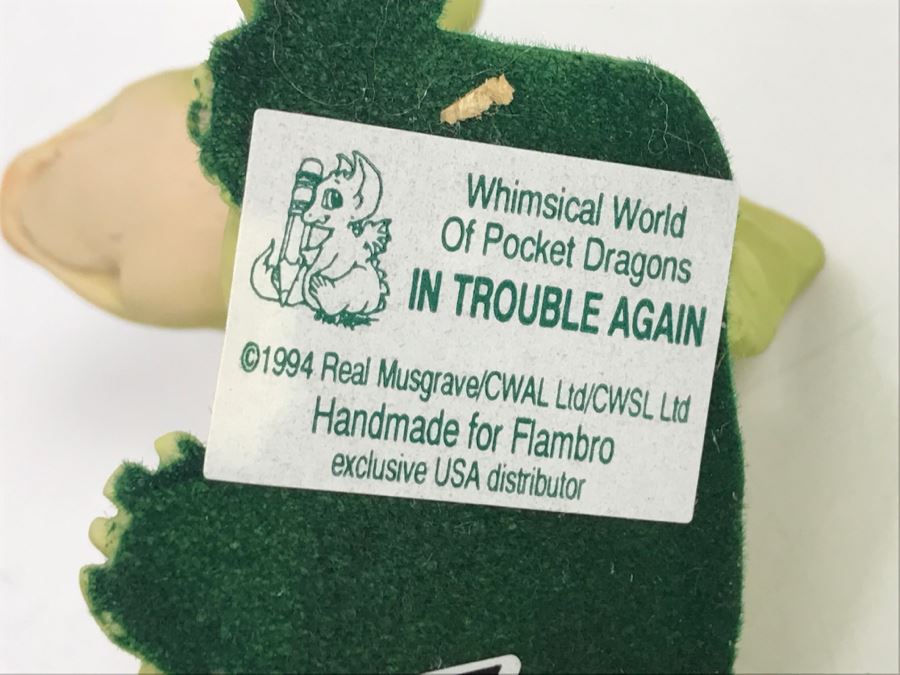 Whimsical World
Of Pocket Dragons
IN TROUBLE AGAIN
©1994 Real Musgrave/CWAL Ltd/CWSL Ltd
Handmade for Flambro
exclusive USA distributor